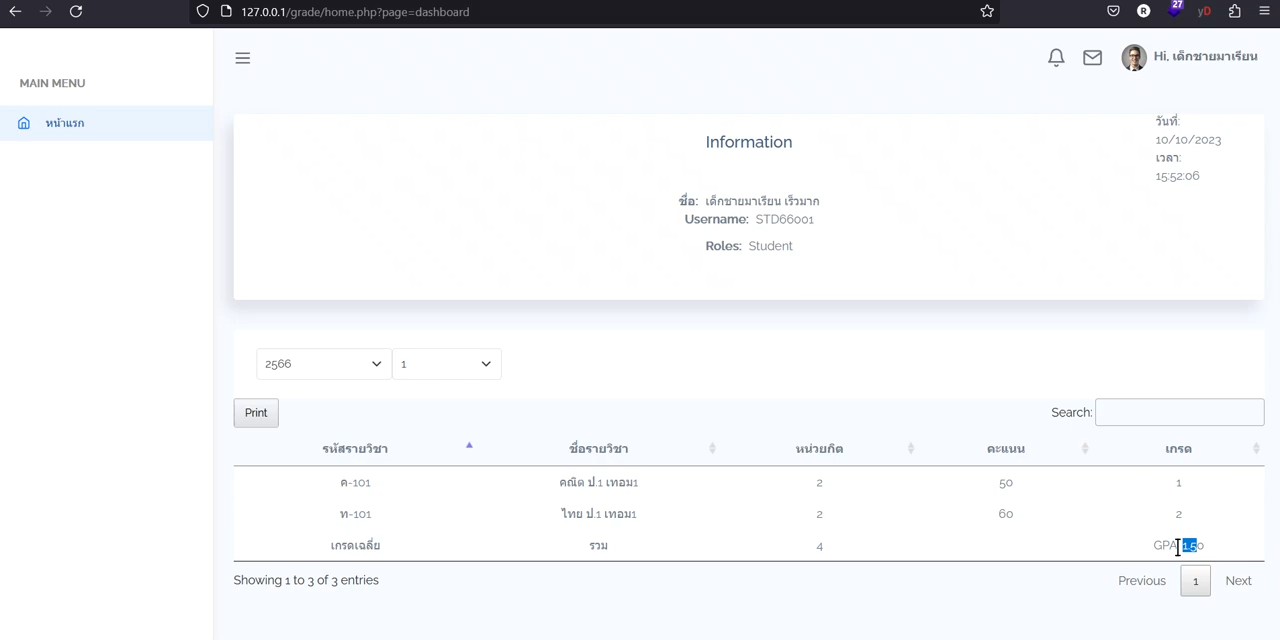 127.0.0.1/grade/home.php?page=dashboard
R
27
yD
MAIN MENU
หน้าแรก
Hi, เด็กชายมาเรียน
วันที่:
10/10/2023
เวลา:
15:52:06
Information
ชื่อ: เด็กชายมาเรียน เร็วมาก
Username: STD66001
Roles: Student
2566 1
Print Search:
รหัสรายวิชา ชื่อรายวิชา หน่วยกิต คะแนน เกรด
ค-101 คณิต ป.1 เทอม1 2 50 1
ท-101 ไทย ป.1 เทอม1 2 60 2
เกรดเฉลี่ย รวม 4 GPA 1.50
Showing 1 to 3 of 3 entries Previous 1 Next